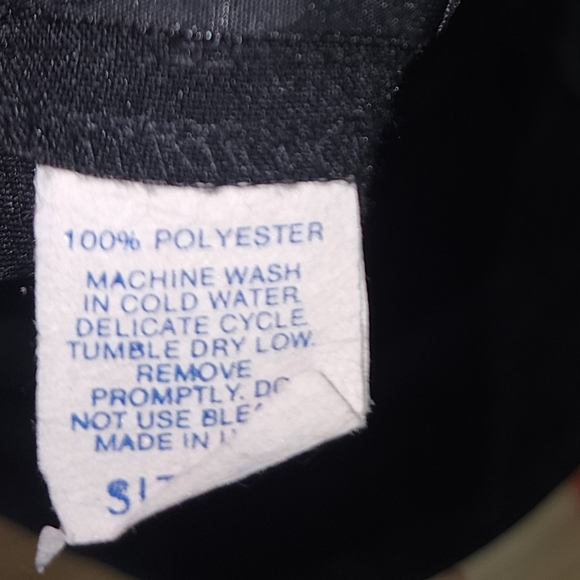 100% POLYESTER
MACHINE WASH
IN COLD WATER
DELICATE CYCLE.
TUMBLE DRY LOW.
REMOVE
PROMPTLY. DO
NOT USE
MADE IN